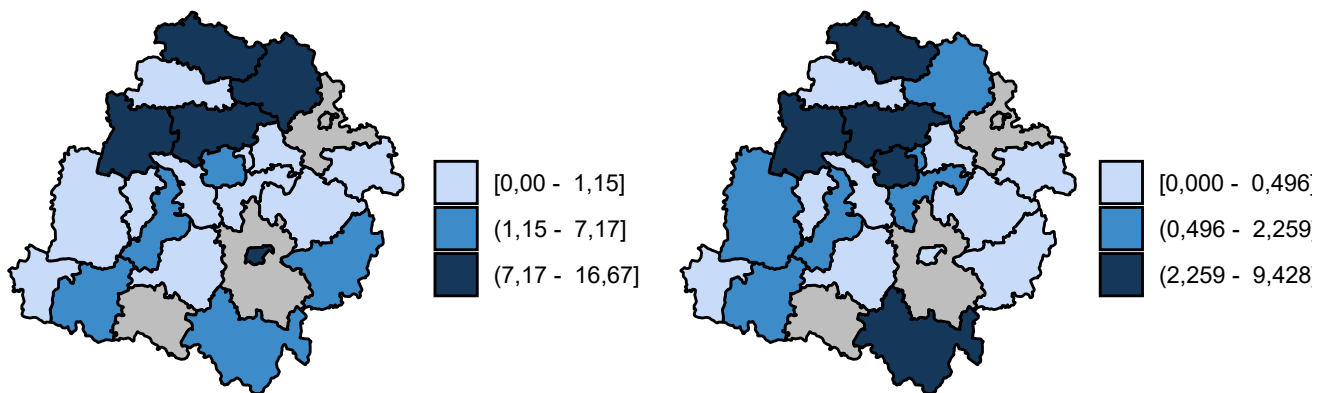 [0,00 - 1,15]
(1,15 - 7,17]
(7,17 - 16,67]
[0,000 - 0,496]
(0,496 - 2,259]
(2,259 - 9,428]